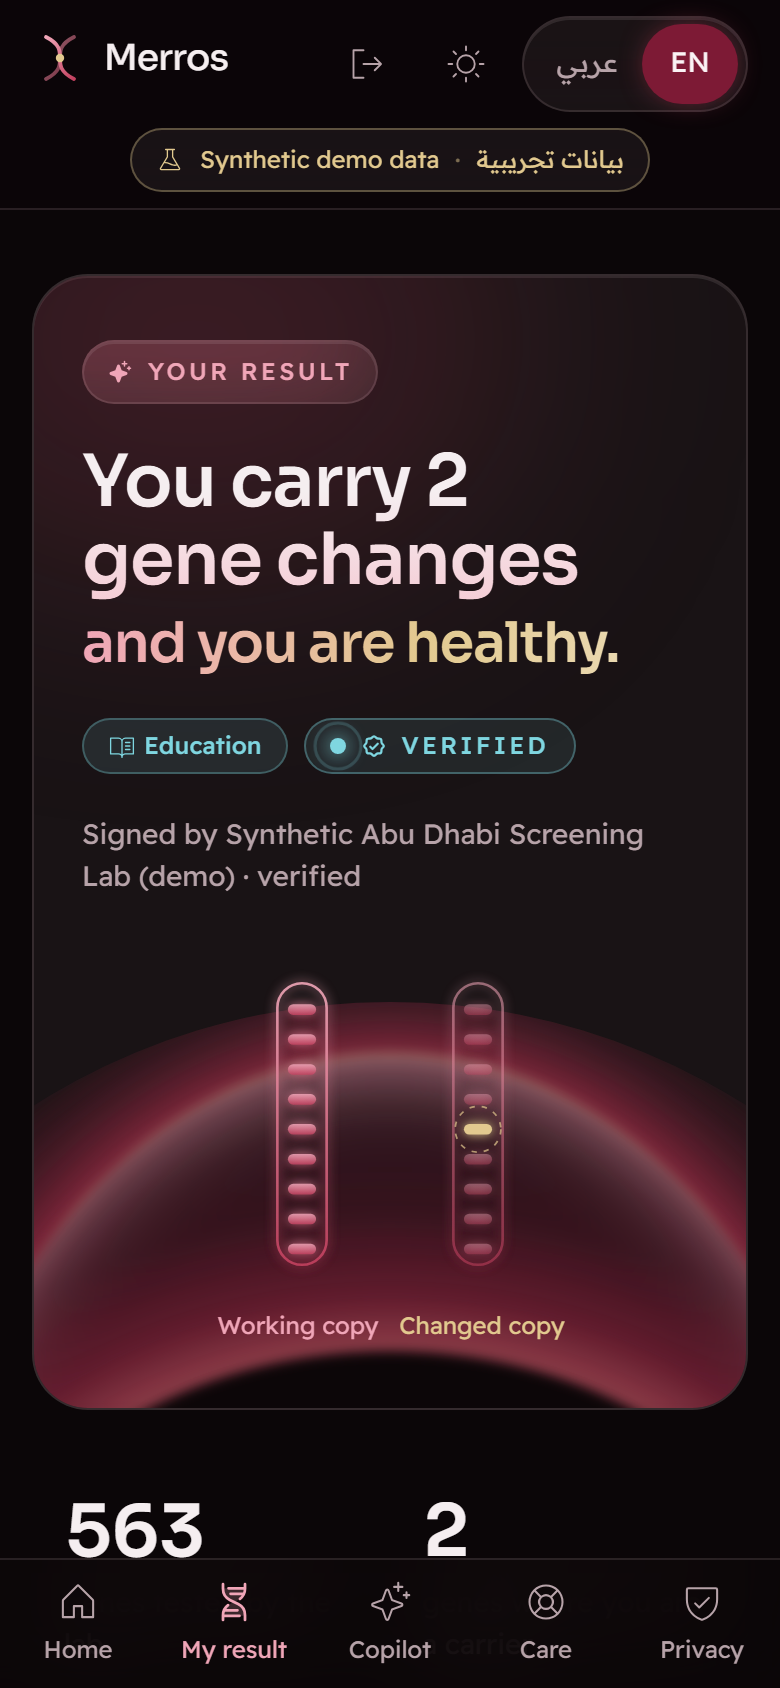 Merros
عربي
EN
Synthetic demo data · بيانات تجريبية
YOUR RESULT
You carry 2
gene changes
and you are healthy.
Education
VERIFIED
Signed by Synthetic Abu Dhabi Screening
Lab (demo) · verified
Working copy
Changed copy
563
2
Home
My result
Copilot
Care
Privacy